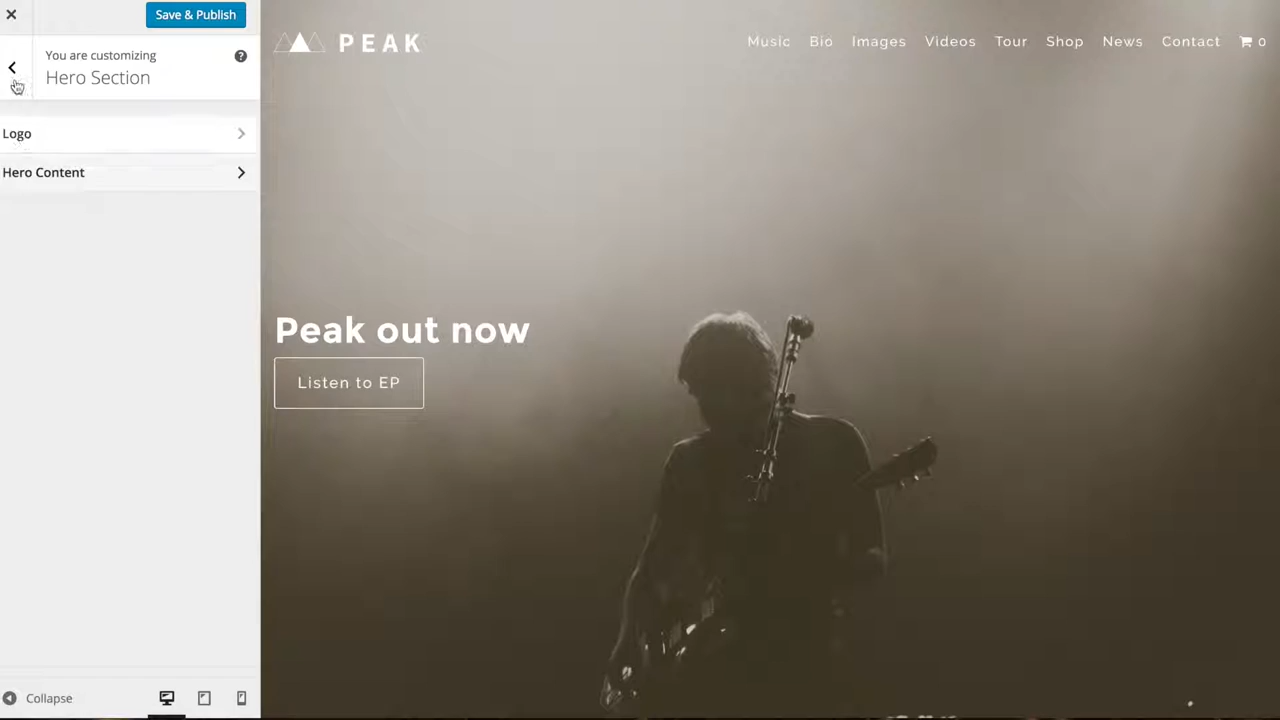 Save & Publish
You are customizing
Hero Section
Logo
Hero Content
Collapse
PEAK
Music Bio Images Videos Tour Shop News Contact 0
Peak out now
Listen to EP